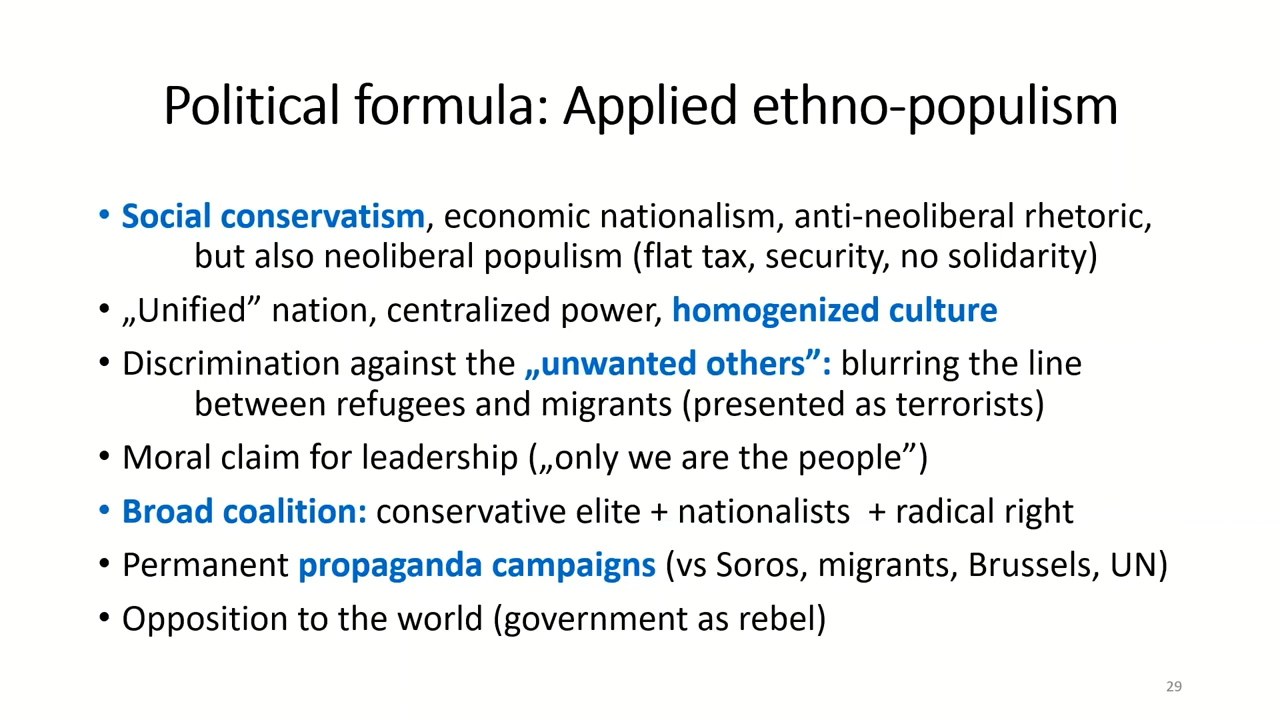 Political formula: Applied ethno-populism
• Social conservatism, economic nationalism, anti-neoliberal rhetoric,
but also neoliberal populism (flat tax, security, no solidarity)
• „Unified” nation, centralized power, homogenized culture
• Discrimination against the „unwanted others”: blurring the line
between refugees and migrants (presented as terrorists)
• Moral claim for leadership („only we are the people”)
• Broad coalition: conservative elite + nationalists  + radical right
• Permanent propaganda campaigns (vs Soros, migrants, Brussels, UN)
• Opposition to the world (government as rebel)
29